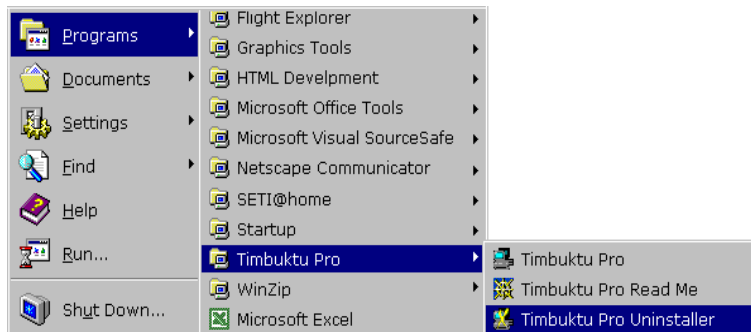 Programs
Documents
Settings
Find
Help
Run...
Shut Down...
Flight Explorer
Graphics Tools
HTML Develpment
Microsoft Office Tools
Microsoft Visual SourceSafe
Netscape Communicator
SETI@home
Startup
Timbuktu Pro
WinZip
Microsoft Excel
Timbuktu Pro
Timbuktu Pro Read Me
Timbuktu Pro Uninstaller